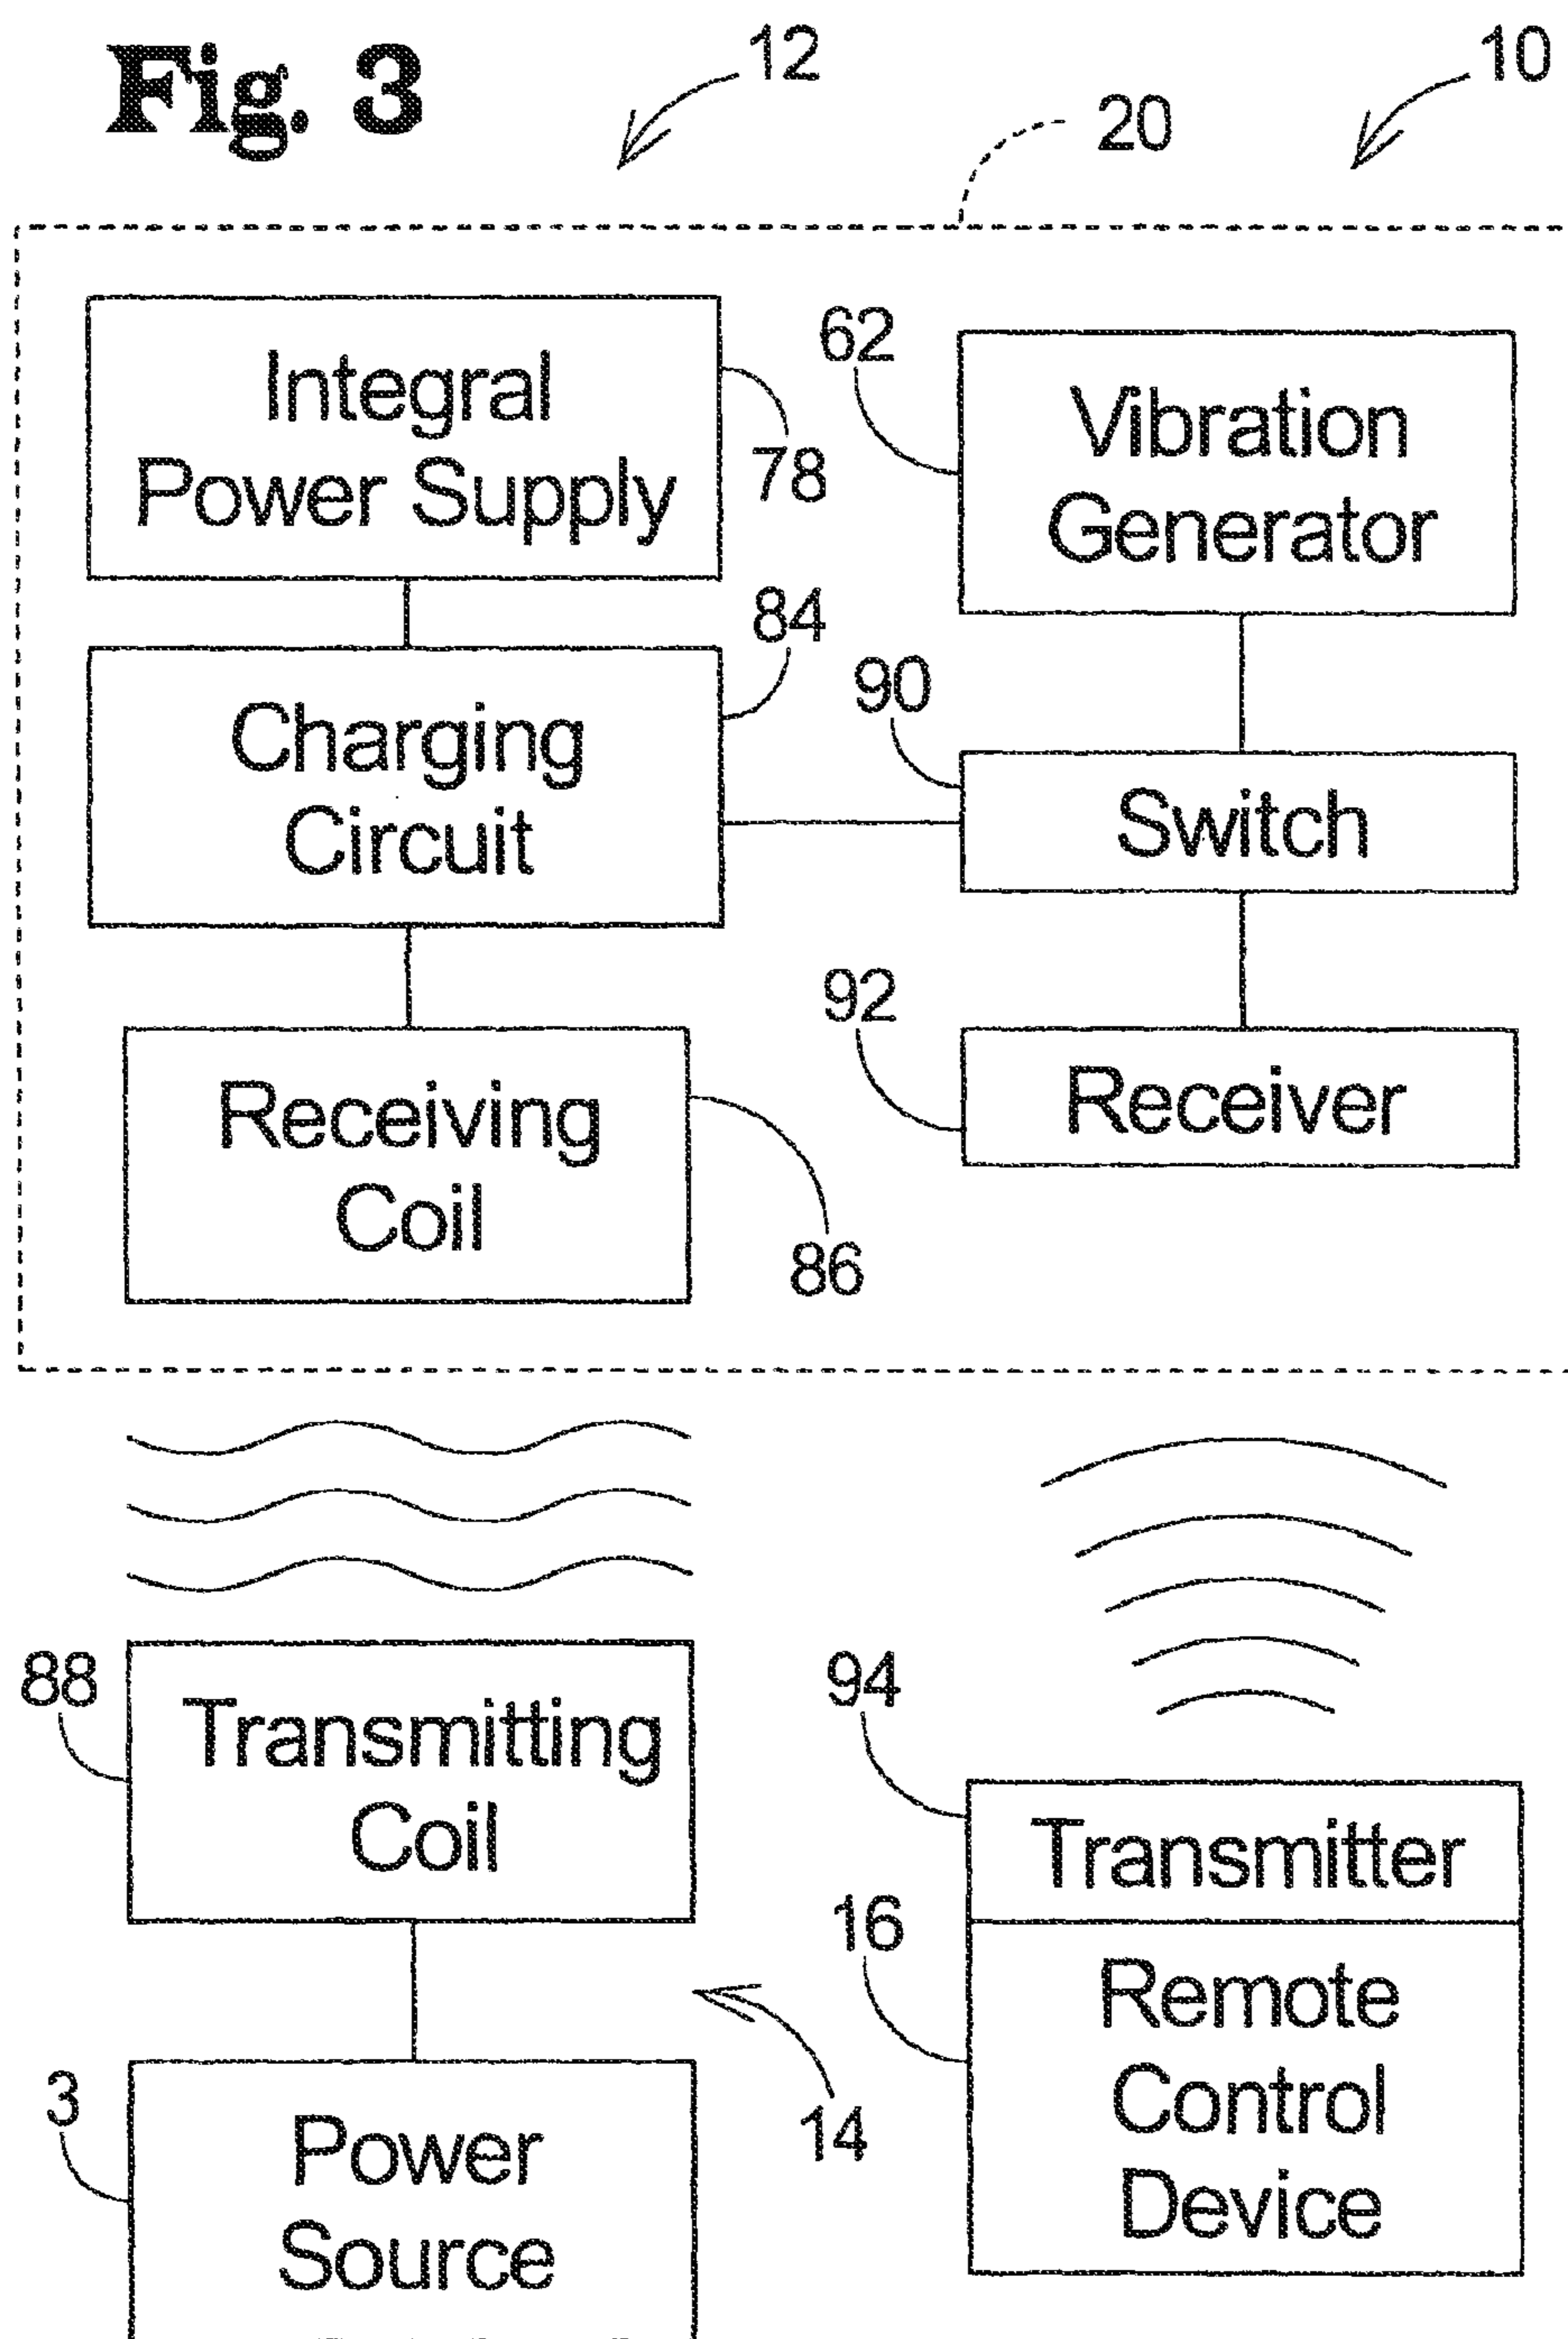 Fig. 3
12
10
20
Integral
Power Supply
78
62
Vibration
Generator
84
Charging
Circuit
90
Switch
92
Receiver
Receiving
Coil
86
88
Transmitting
Coil
94
Transmitter
16
Remote
Control
Device
14
3
Power
Source